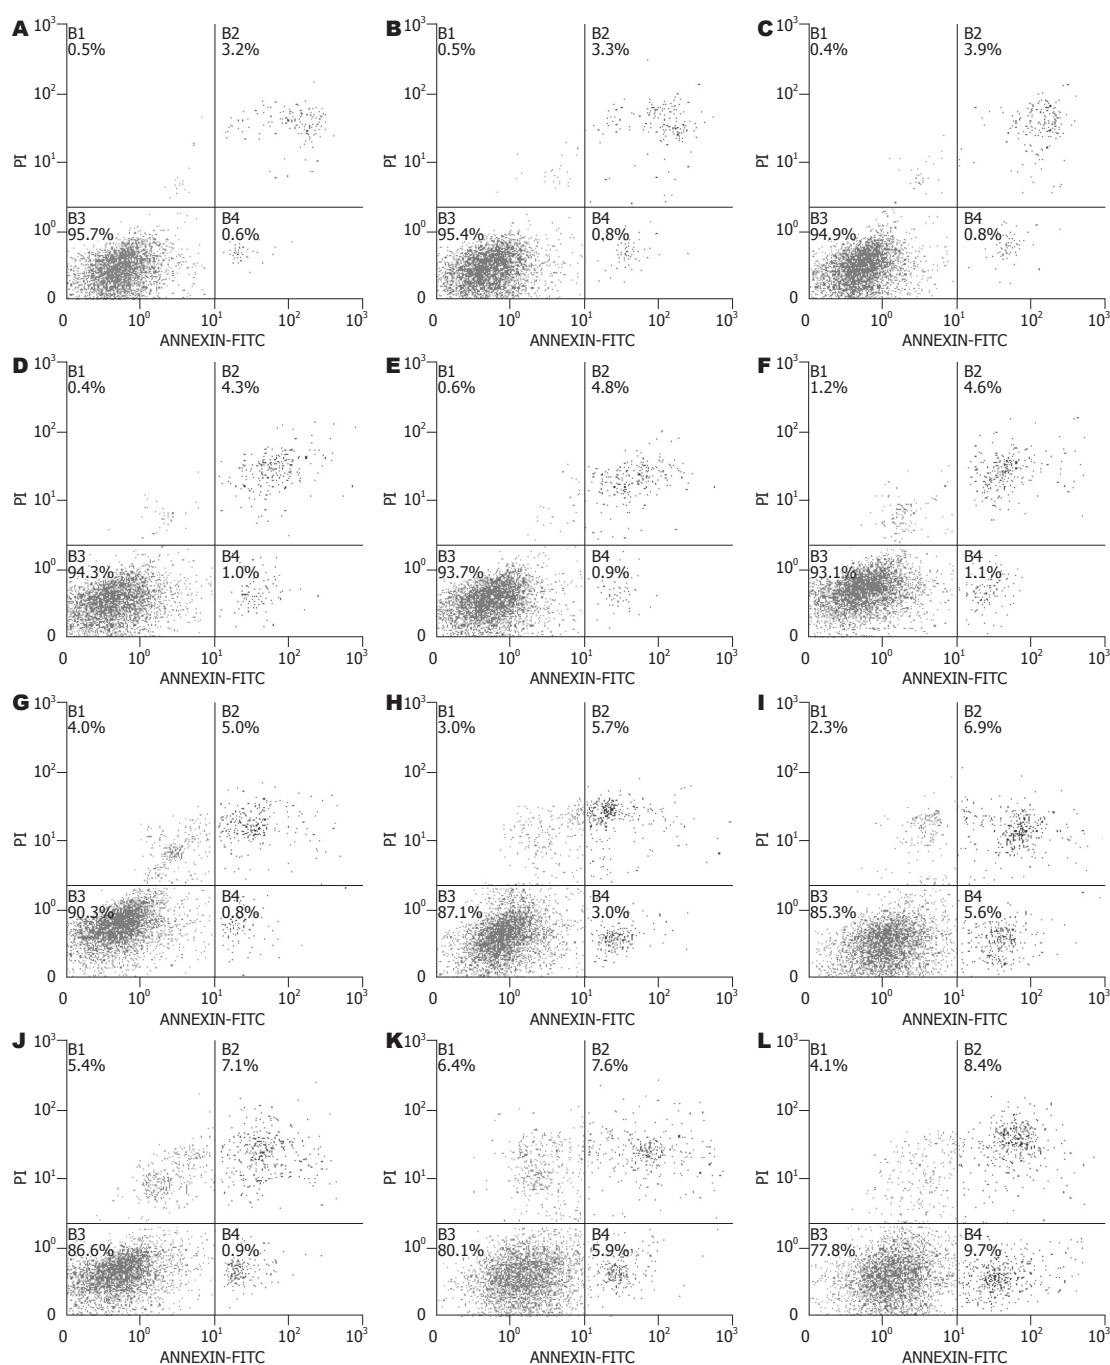 A
10³
B1
0.5%
B2
3.2%
10²
PI
10¹
B3
95.7%
B4
0.6%
10⁰
0
0
10⁰
10¹
10²
10³
ANNEXIN-FITC
B
10³
B1
0.5%
B2
3.3%
10²
PI
10¹
B3
95.4%
B4
0.8%
10⁰
0
0
10⁰
10¹
10²
10³
ANNEXIN-FITC
C
10³
B1
0.4%
B2
3.9%
10²
PI
10¹
B3
94.9%
B4
0.8%
10⁰
0
0
10⁰
10¹
10²
10³
ANNEXIN-FITC
D
10³
B1
0.4%
B2
4.3%
10²
PI
10¹
B3
94.3%
B4
1.0%
10⁰
0
0
10⁰
10¹
10²
10³
ANNEXIN-FITC
E
10³
B1
0.6%
B2
4.8%
10²
PI
10¹
B3
93.7%
B4
0.9%
10⁰
0
0
10⁰
10¹
10²
10³
ANNEXIN-FITC
F
10³
B1
1.2%
B2
4.6%
10²
PI
10¹
B3
93.1%
B4
1.1%
10⁰
0
0
10⁰
10¹
10²
10³
ANNEXIN-FITC
G
10³
B1
4.0%
B2
5.0%
10²
PI
10¹
B3
90.3%
B4
0.8%
10⁰
0
0
10⁰
10¹
10²
10³
ANNEXIN-FITC
H
10³
B1
3.0%
B2
5.7%
10²
PI
10¹
B3
87.1%
B4
3.0%
10⁰
0
0
10⁰
10¹
10²
10³
ANNEXIN-FITC
I
10³
B1
2.3%
B2
6.9%
10²
PI
10¹
B3
85.3%
B4
5.6%
10⁰
0
0
10⁰
10¹
10²
10³
ANNEXIN-FITC
J
10³
B1
5.4%
B2
7.1%
10²
PI
10¹
B3
86.6%
B4
0.9%
10⁰
0
0
10⁰
10¹
10²
10³
ANNEXIN-FITC
K
10³
B1
6.4%
B2
7.6%
10²
PI
10¹
B3
80.1%
B4
5.9%
10⁰
0
0
10⁰
10¹
10²
10³
ANNEXIN-FITC
L
10³
B1
4.1%
B2
8.4%
10²
PI
10¹
B3
77.8%
B4
9.7%
10⁰
0
0
10⁰
10¹
10²
10³
ANNEXIN-FITC